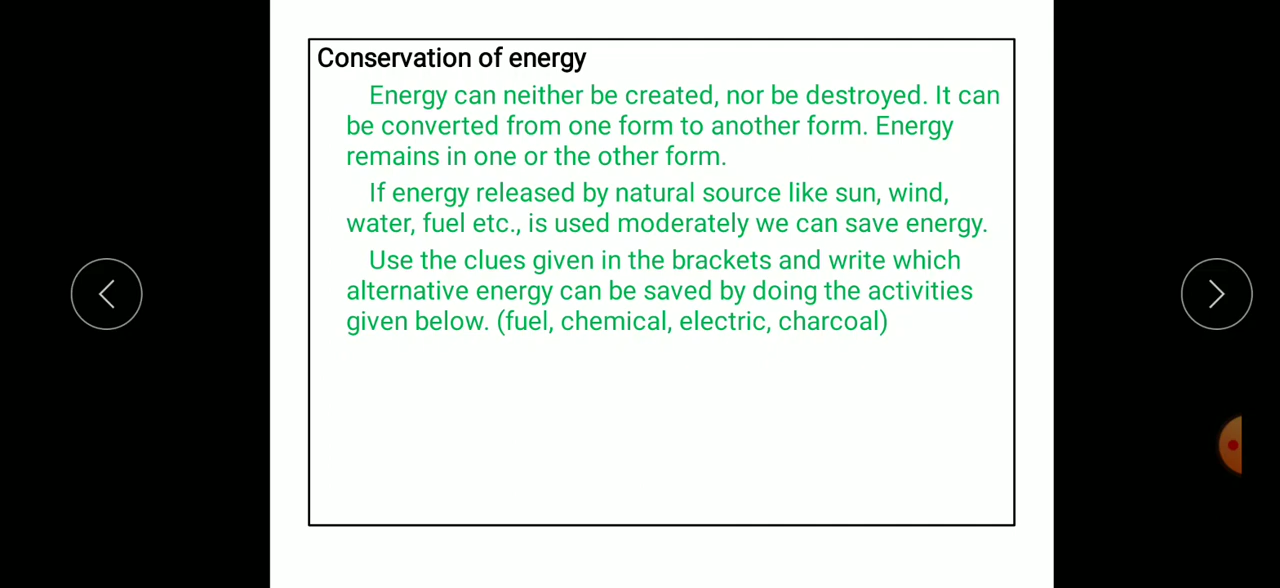 Conservation of energy
Energy can neither be created, nor be destroyed. It can
be converted from one form to another form. Energy
remains in one or the other form.
If energy released by natural source like sun, wind,
water, fuel etc., is used moderately we can save energy.
Use the clues given in the brackets and write which
alternative energy can be saved by doing the activities
given below. (fuel, chemical, electric, charcoal)